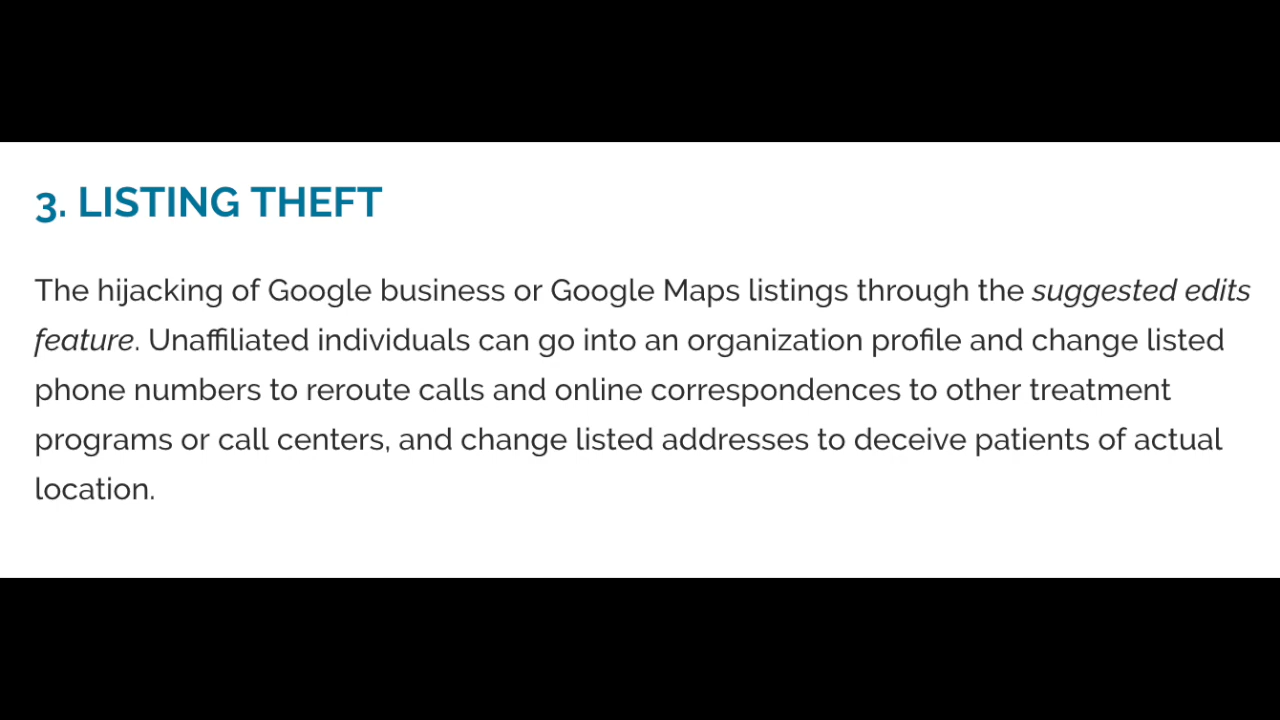 3. LISTING THEFT
The hijacking of Google business or Google Maps listings through the suggested edits
feature. Unaffiliated individuals can go into an organization profile and change listed
phone numbers to reroute calls and online correspondences to other treatment
programs or call centers, and change listed addresses to deceive patients of actual
location.